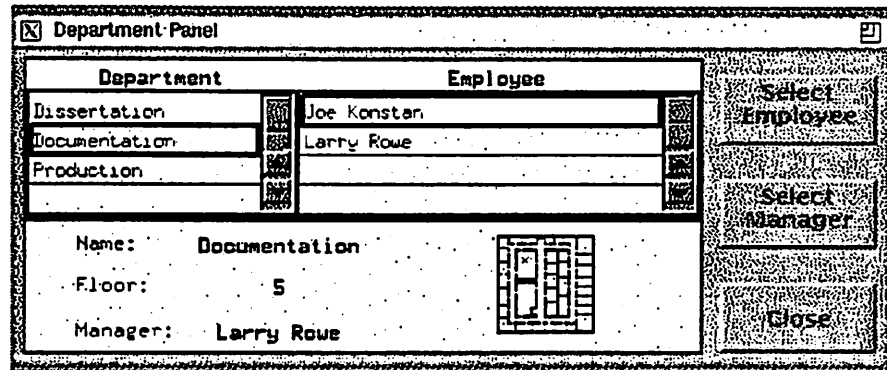 Department Panel
Department Employee
Dissertation Joe Konstan
Documentation Larry Rowe
Production
Name: Documentation
Floor: 5
Manager: Larry Rowe
Select
Employee
Select
Manager
Close